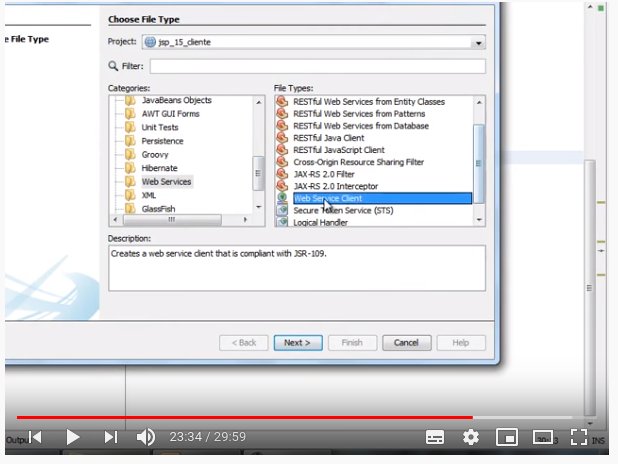 Choose File Type
e File Type
Project:
jsp_15_cliente
Filter:
Categories:
JavaBeans Objects
AWT GUI Forms
Unit Tests
Persistence
Groovy
Hibernate
Web Services
XML
GlassFish
File Types:
RESTful Web Services from Entity Classes
RESTful Web Services from Patterns
RESTful Web Services from Database
RESTful Java Client
RESTful JavaScript Client
Cross-Origin Resource Sharing Filter
JAX-RS 2.0 Filter
JAX-RS 2.0 Interceptor
Web Service Client
Secure Token Service (STS)
Logical Handler
Description:
Creates a web service client that is compliant with JSR-109.
< Back
Next >
Finish
Cancel
Help
23:34 / 29:59
INS